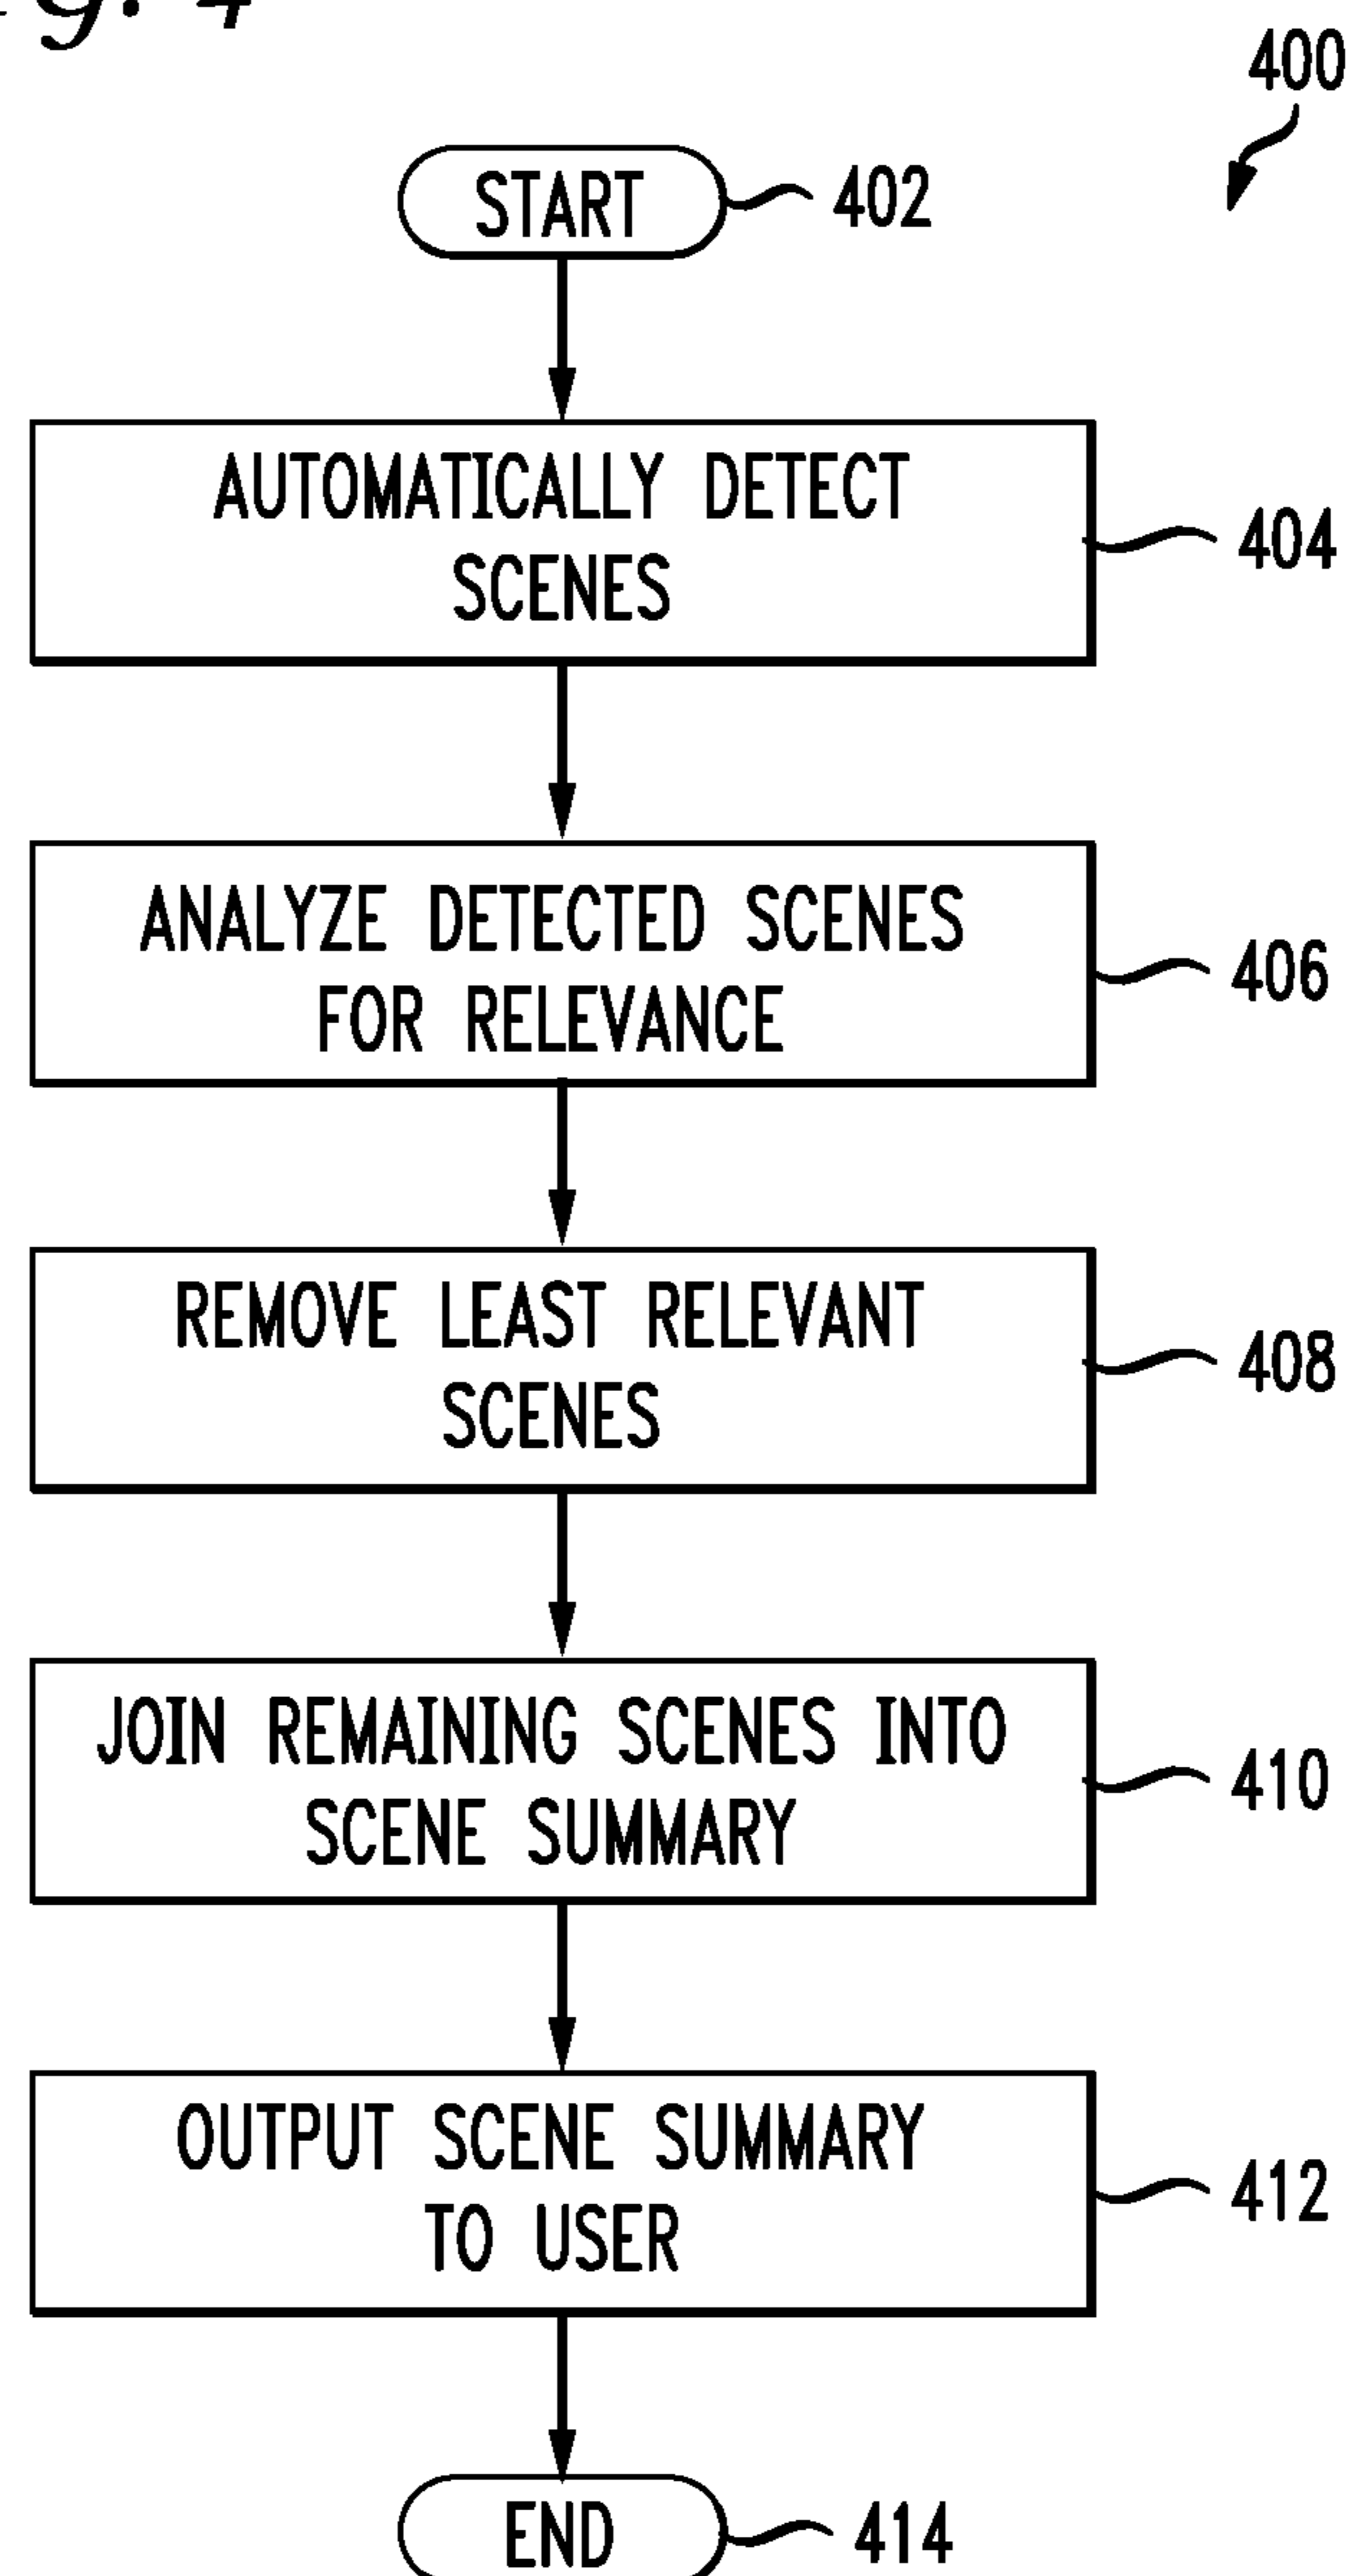 g. 4
400
START
402
AUTOMATICALLY DETECT
SCENES
404
ANALYZE DETECTED SCENES
FOR RELEVANCE
406
REMOVE LEAST RELEVANT
SCENES
408
JOIN REMAINING SCENES INTO
SCENE SUMMARY
410
OUTPUT SCENE SUMMARY
TO USER
412
END
414